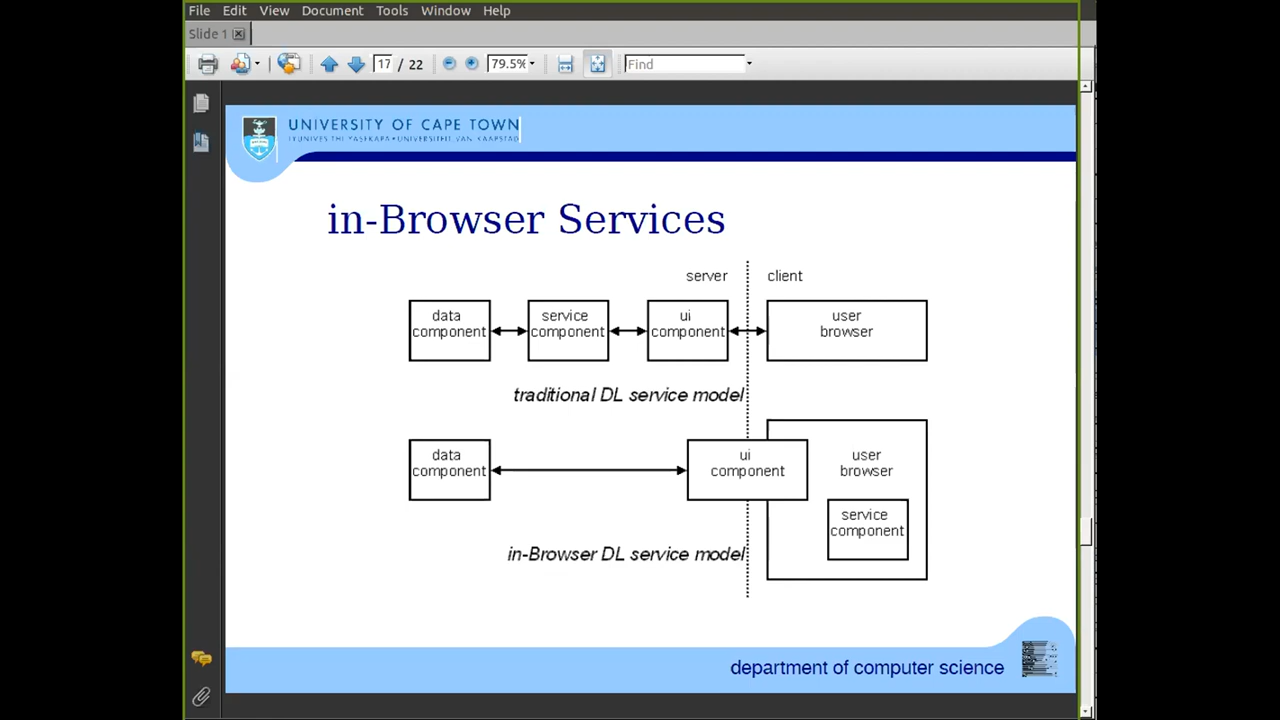 File Edit View Document Tools Window Help
Slide 1
17 / 22 79.5% Find
UNIVERSITY OF CAPE TOWN
in-Browser Services
server client
data component
service component
ui component
user browser
traditional DL service model
data component
ui component
user browser
service component
in-Browser DL service model
department of computer science